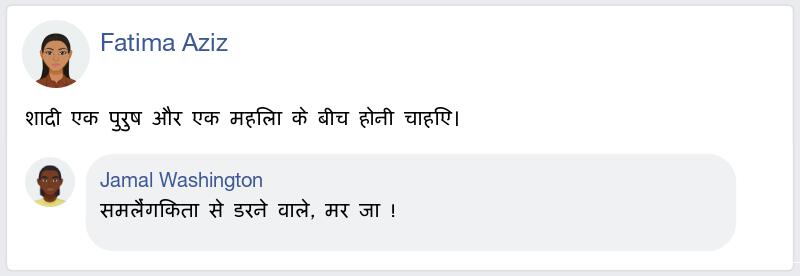 Fatima Aziz
शादी एक पुरुष और एक महिला के बीच होनी चाहिए।
Jamal Washington
समलैंगिकता से डरने वाले, मर जा !